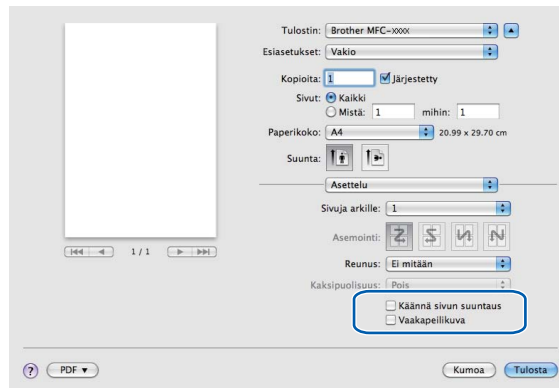 Tulostin: Brother MFC-xxxx
Esiasetukset: Vakio
Kopioita: 1 Järjestetty
Sivut: Kaikki
Mistä: 1 mihin: 1
Paperikoko: A4 20.99 x 29.70 cm
Suunta:
Asettelu
Sivuja arkille: 1
Asemointi:
1 / 1
Reunus: Ei mitään
Kaksipuolisuus: Pois
Käännä sivun suuntaus
Vaakapeilikuva
? PDF ▼ Kumoa Tulosta